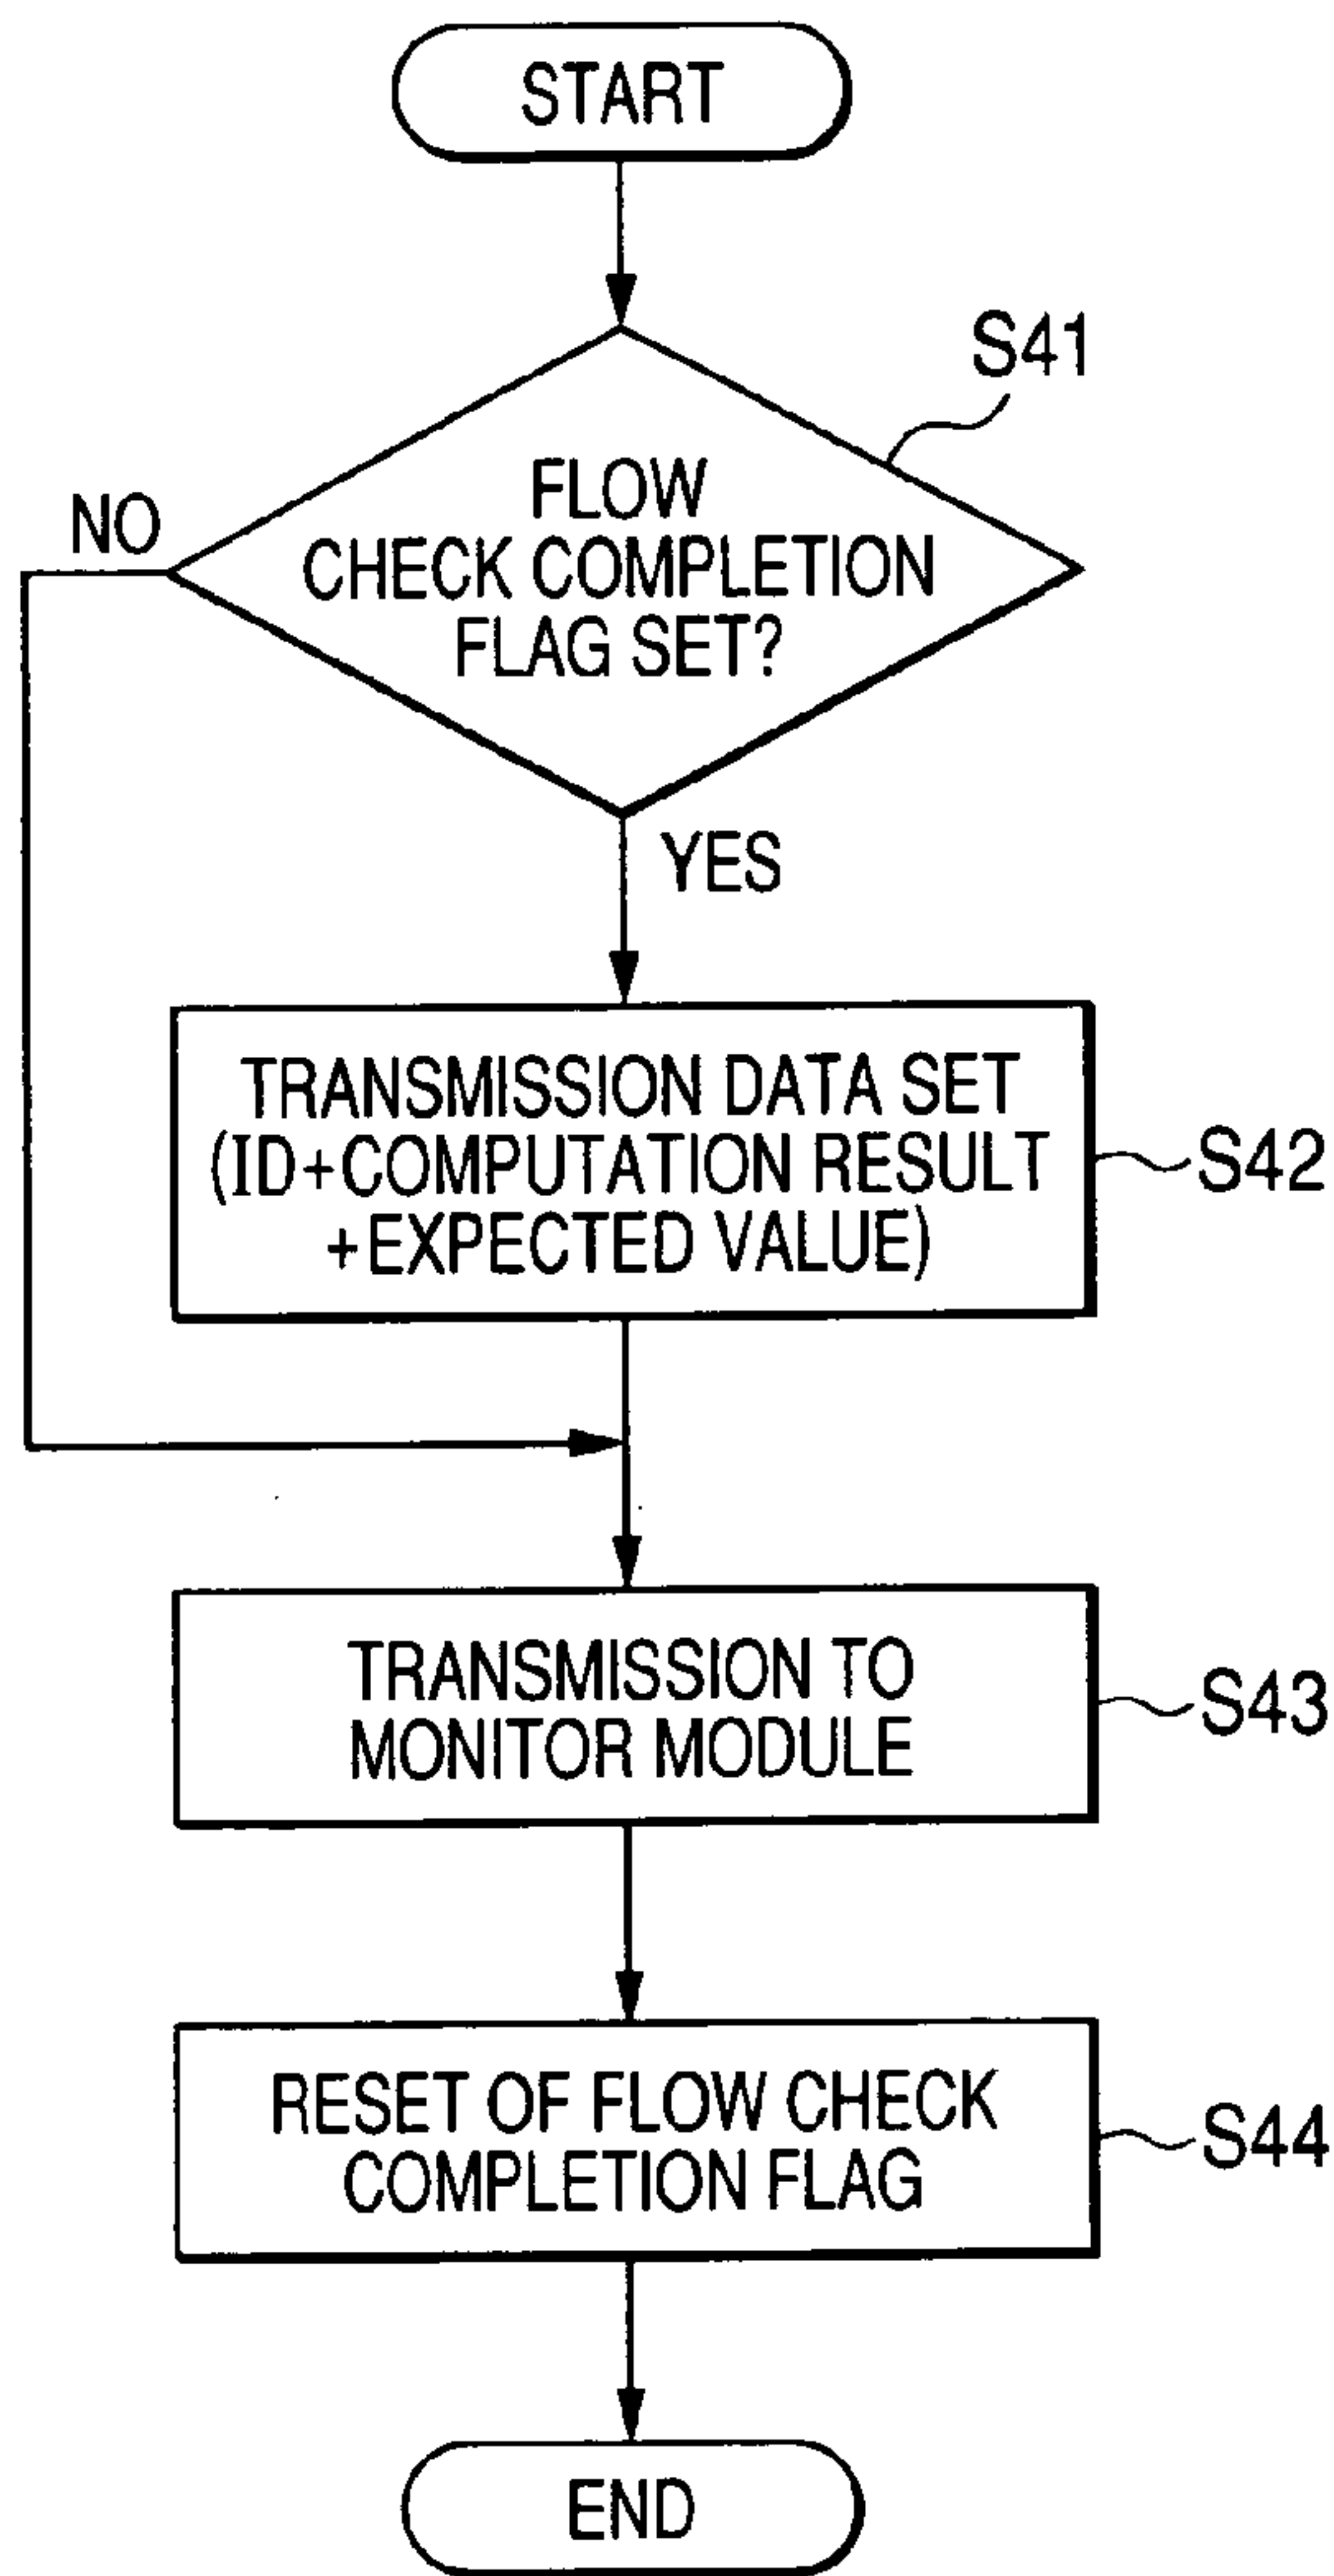 START
S41
FLOW
CHECK COMPLETION
FLAG SET?
NO
YES
TRANSMISSION DATA SET
(ID+COMPUTATION RESULT
+EXPECTED VALUE)
S42
TRANSMISSION TO
MONITOR MODULE
S43
RESET OF FLOW CHECK
COMPLETION FLAG
S44
END